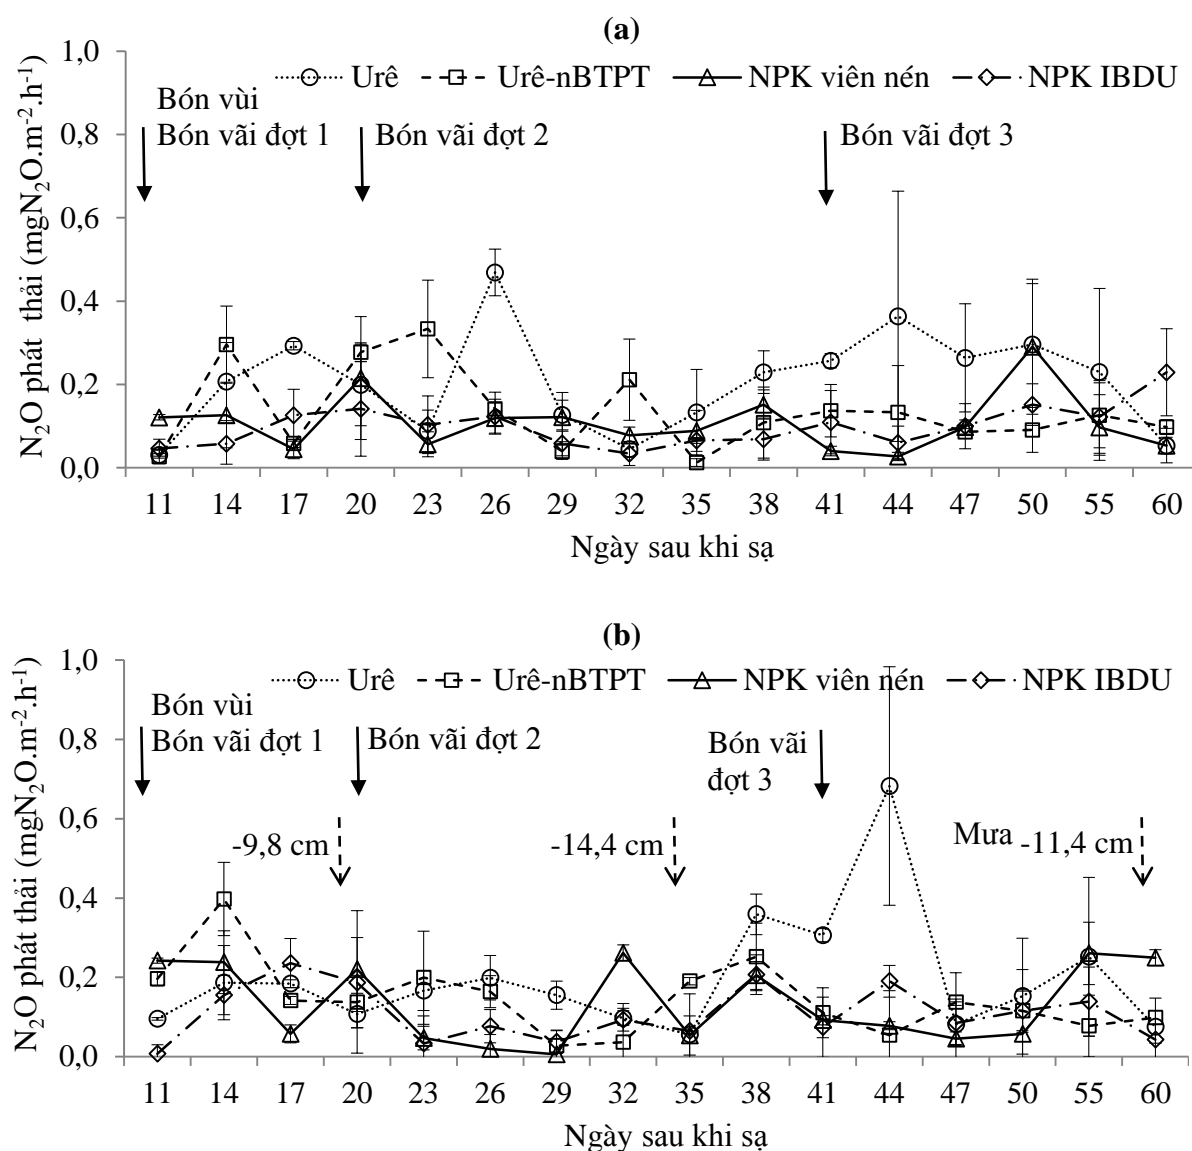 (a)
1,0
0,8
0,6
0,4
0,2
0,0
N₂O phát thải (mgN₂O.m⁻².h⁻¹)
Urê Urê-nBTPT NPK viên nén NPK IBDU
Bón vùi
Bón vãi đợt 1
Bón vãi đợt 2
Bón vãi đợt 3
11 14 17 20 23 26 29 32 35 38 41 44 47 50 55 60
Ngày sau khi sạ
(b)
1,0
0,8
0,6
0,4
0,2
0,0
N₂O phát thải (mgN₂O.m⁻².h⁻¹)
Urê Urê-nBTPT NPK viên nén NPK IBDU
Bón vùi
Bón vãi đợt 1
Bón vãi đợt 2
Bón vãi
đợt 3
-9,8 cm
-14,4 cm
Mưa
-11,4 cm
11 14 17 20 23 26 29 32 35 38 41 44 47 50 55 60
Ngày sau khi sạ